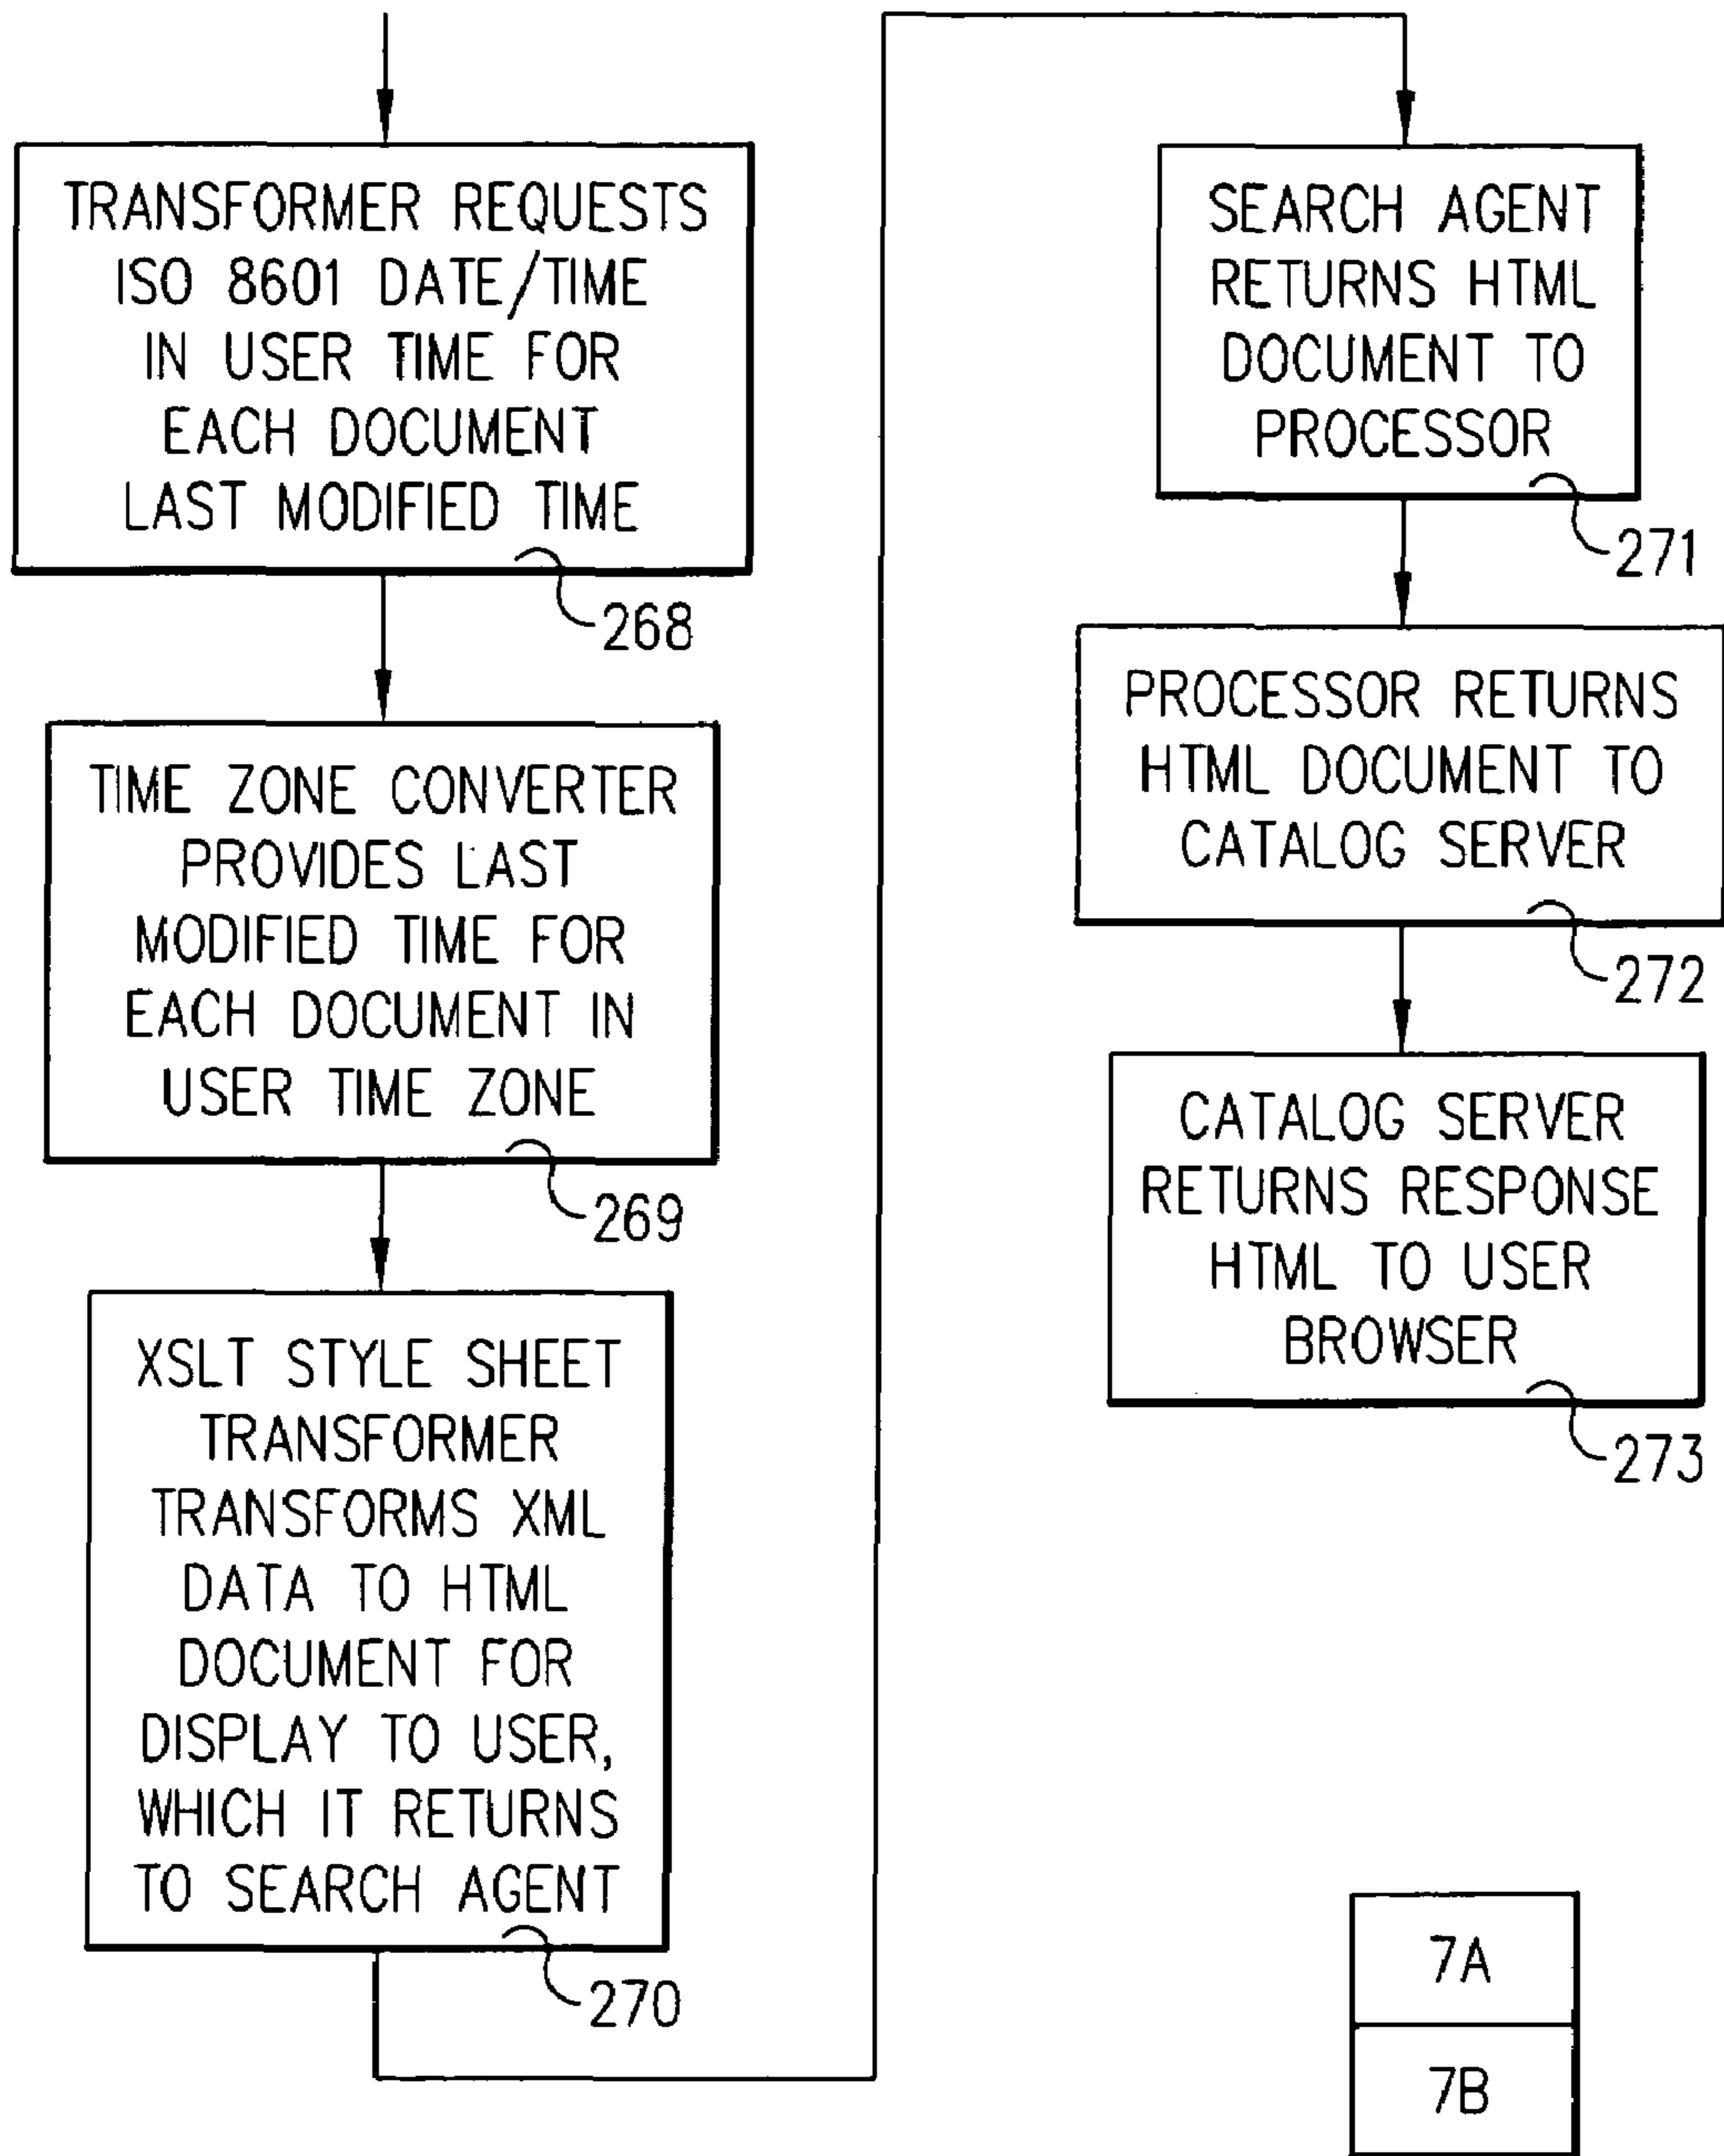 TRANSFORMER REQUESTS
ISO 8601 DATE/TIME
IN USER TIME FOR
EACH DOCUMENT
LAST MODIFIED TIME
268
TIME ZONE CONVERTER
PROVIDES LAST
MODIFIED TIME FOR
EACH DOCUMENT IN
USER TIME ZONE
269
XSLT STYLE SHEET
TRANSFORMER
TRANSFORMS XML
DATA TO HTML
DOCUMENT FOR
DISPLAY TO USER,
WHICH IT RETURNS
TO SEARCH AGENT
270
SEARCH AGENT
RETURNS HTML
DOCUMENT TO
PROCESSOR
271
PROCESSOR RETURNS
HTML DOCUMENT TO
CATALOG SERVER
272
CATALOG SERVER
RETURNS RESPONSE
HTML TO USER
BROWSER
273
7A
7B